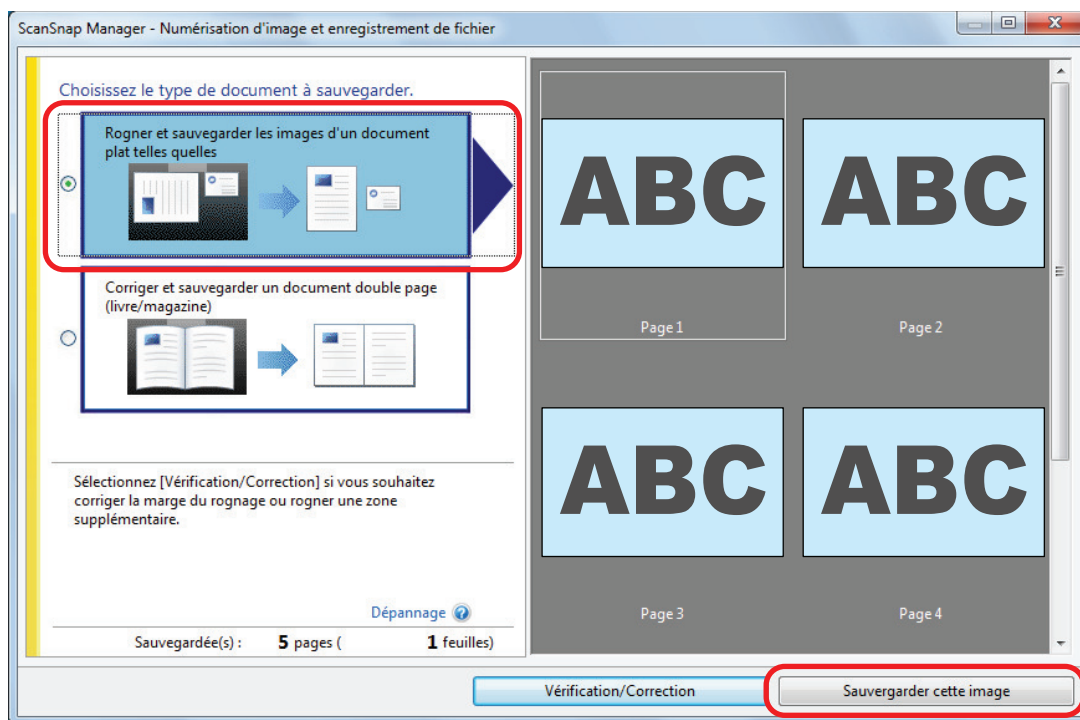 ScanSnap Manager - Numérisation d'image et enregistrement de fichier
Choisissez le type de document à sauvegarder.
Rogner et sauvegarder les images d'un document
plat telles quelles
Corriger et sauvegarder un document double page
(livre/magazine)
Sélectionnez [Vérification/Correction] si vous souhaitez
corriger la marge du rognage ou rogner une zone
supplémentaire.
Dépannage
Sauvegardée(s) : 5 pages ( 1 feuilles)
ABC ABC
Page 1 Page 2
ABC ABC
Page 3 Page 4
Vérification/Correction Sauvergarder cette image